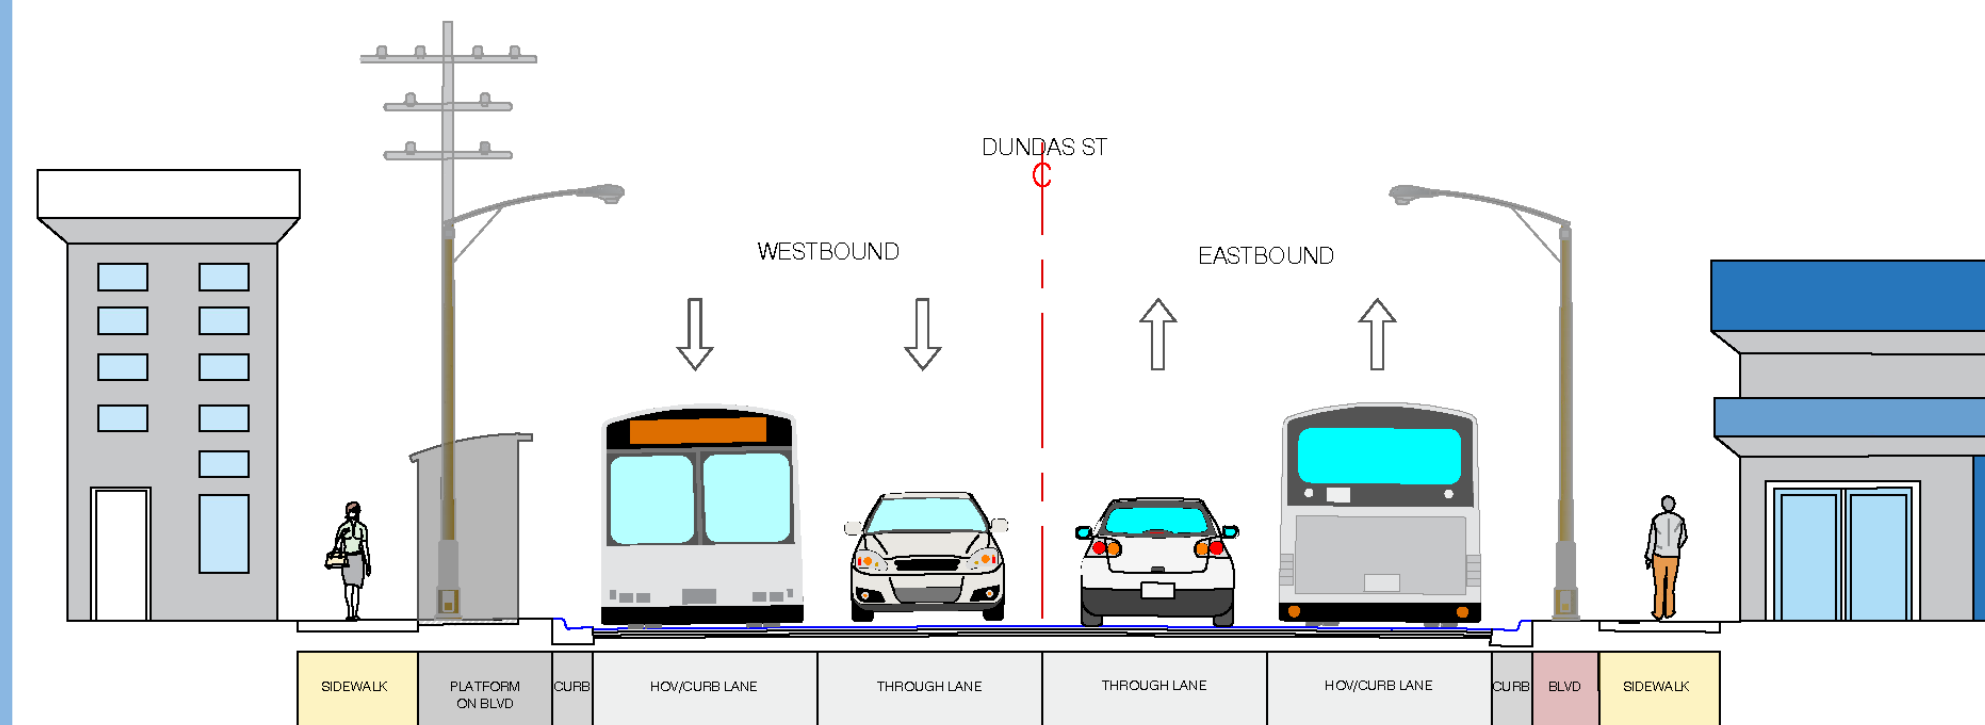 DUNDAS ST
WESTBOUND
EASTBOUND
SIDEWALK
PLATFORM
ON BLVD
CURB
HOV/CURB LANE
THROUGH LANE
THROUGH LANE
HOV/CURB LANE
CURB
BLVD
SIDEWALK